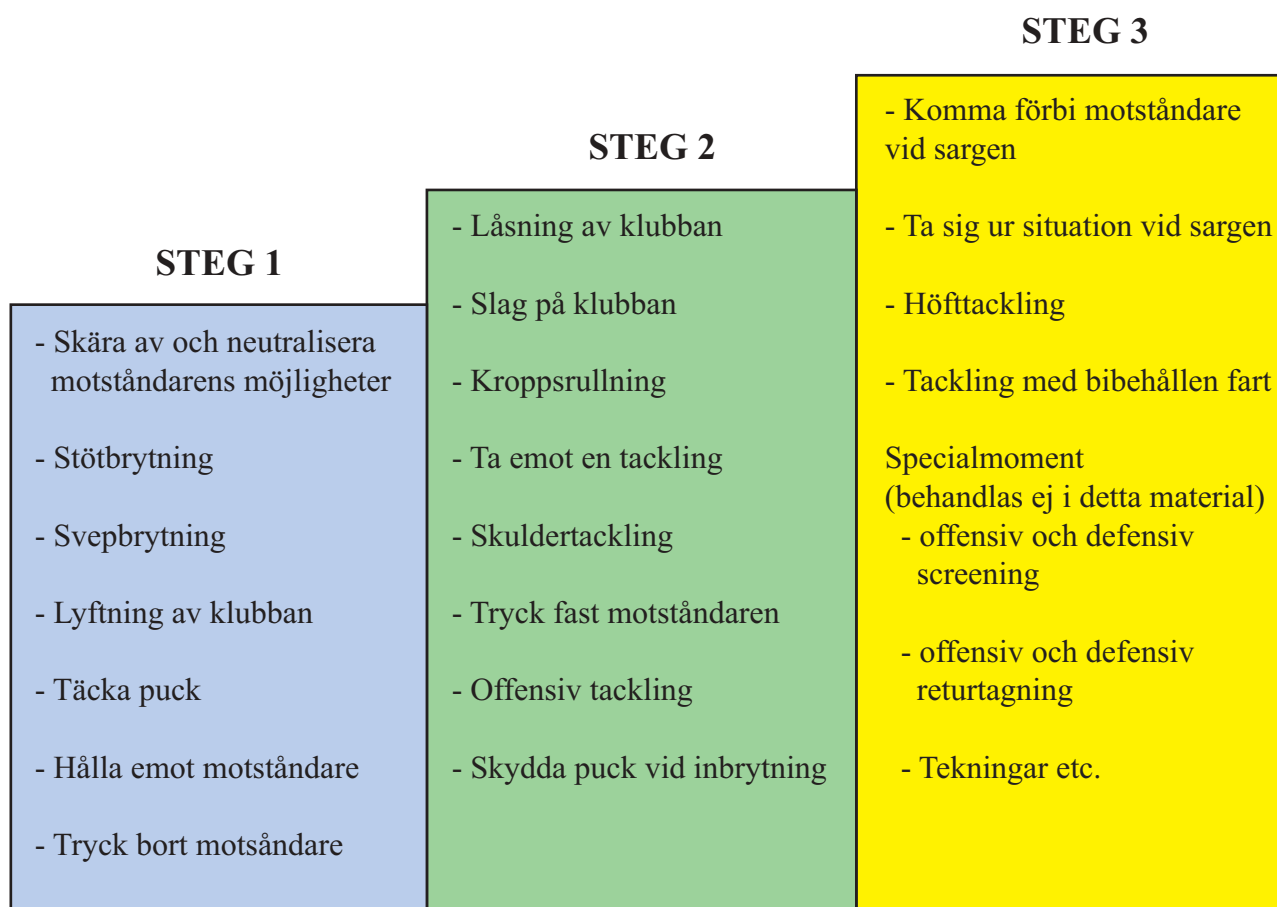 STEG 1
- Skära av och neutralisera
motståndarens möjligheter
- Stötbrytning
- Svepbrytning
- Lyftning av klubban
- Täcka puck
- Hålla emot motståndare
- Tryck bort motsåndare
STEG 2
- Låsning av klubban
- Slag på klubban
- Kroppsrullning
- Ta emot en tackling
- Skuldertackling
- Tryck fast motståndaren
- Offensiv tackling
- Skydda puck vid inbrytning
STEG 3
- Komma förbi motståndare
vid sargen
- Ta sig ur situation vid sargen
- Höfttackling
- Tackling med bibehållen fart
Specialmoment
(behandlas ej i detta material)
- offensiv och defensiv
screening
- offensiv och defensiv
returtagning
- Tekningar etc.